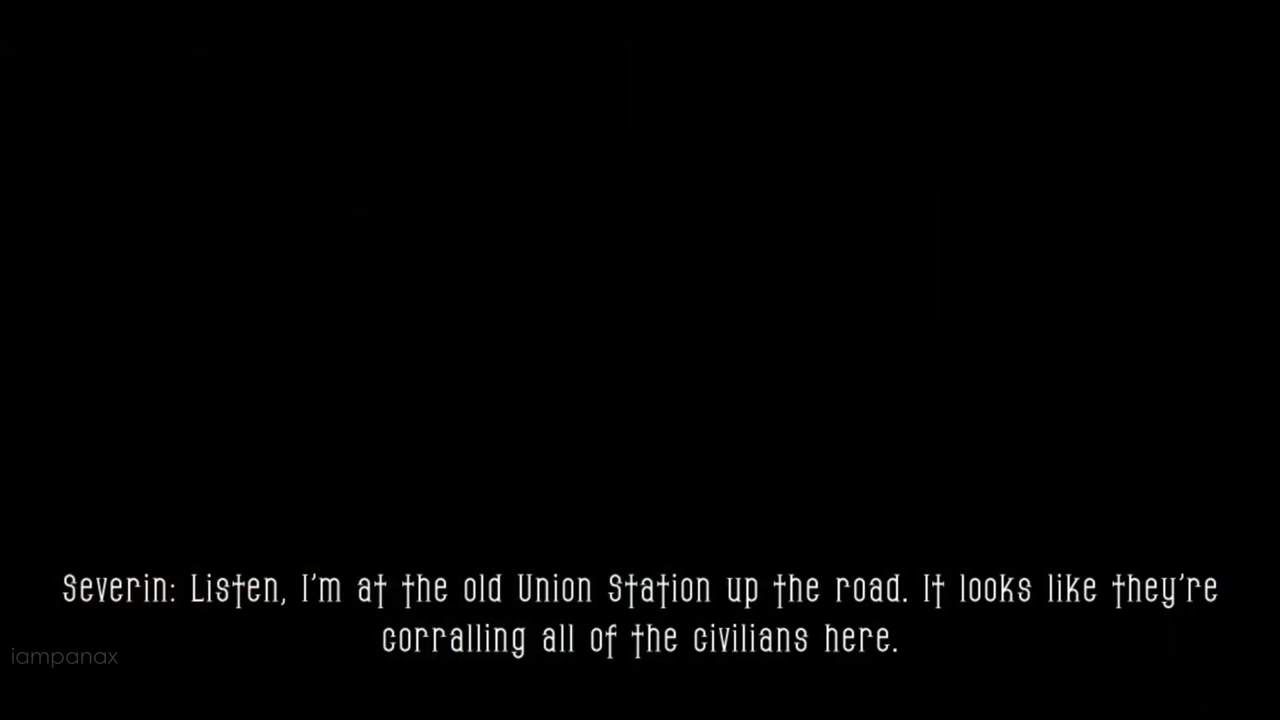 Severin: Listen, I'm at the old Union Station up the road. It looks like they're
corralling all of the civilians here.
iampanax